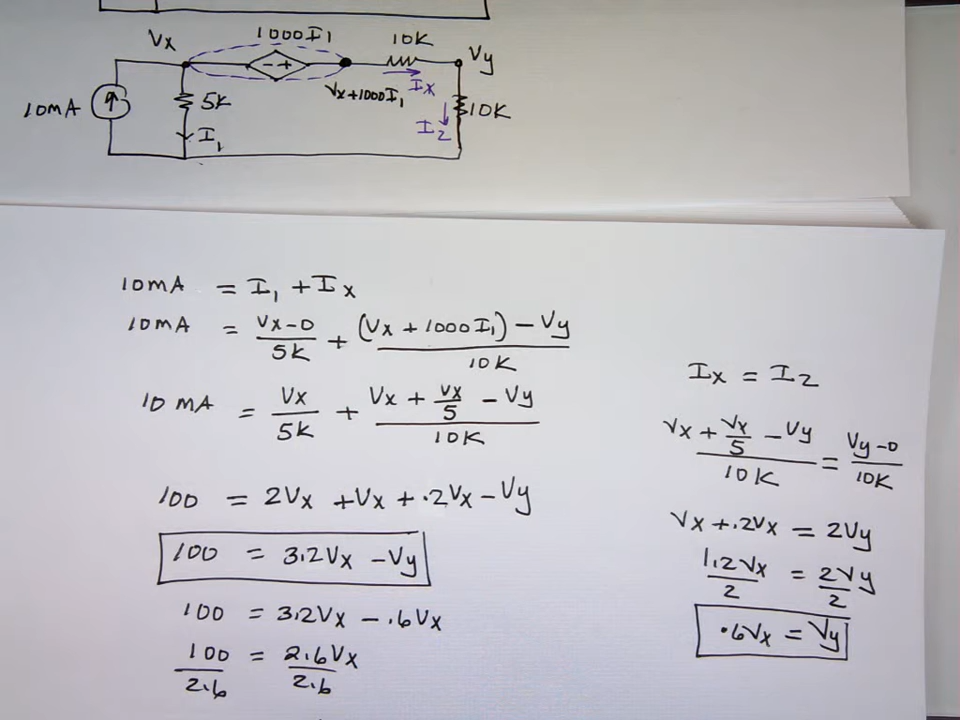 Vx 1000I₁ 10K Vy
- +
10mA 5K Vx+1000I₁ Ix 10K
I₁ I2
10mA = I₁ + Ix
10mA = Vx-0/5K + (Vx + 1000I₁) - Vy/10K
10 mA = Vx/5K + Vx + Vx/5 - Vy/10K
100 = 2Vx + Vx + .2Vx - Vy
100 = 3.2Vx - Vy
100 = 3.2Vx - .6Vx
100/2.6 = 2.6Vx/2.6
Ix = I2
Vx + Vx/5 - Vy/10K = Vy-0/10K
Vx + .2Vx = 2Vy
1.2Vx/2 = 2Vy/2
.6Vx = Vy